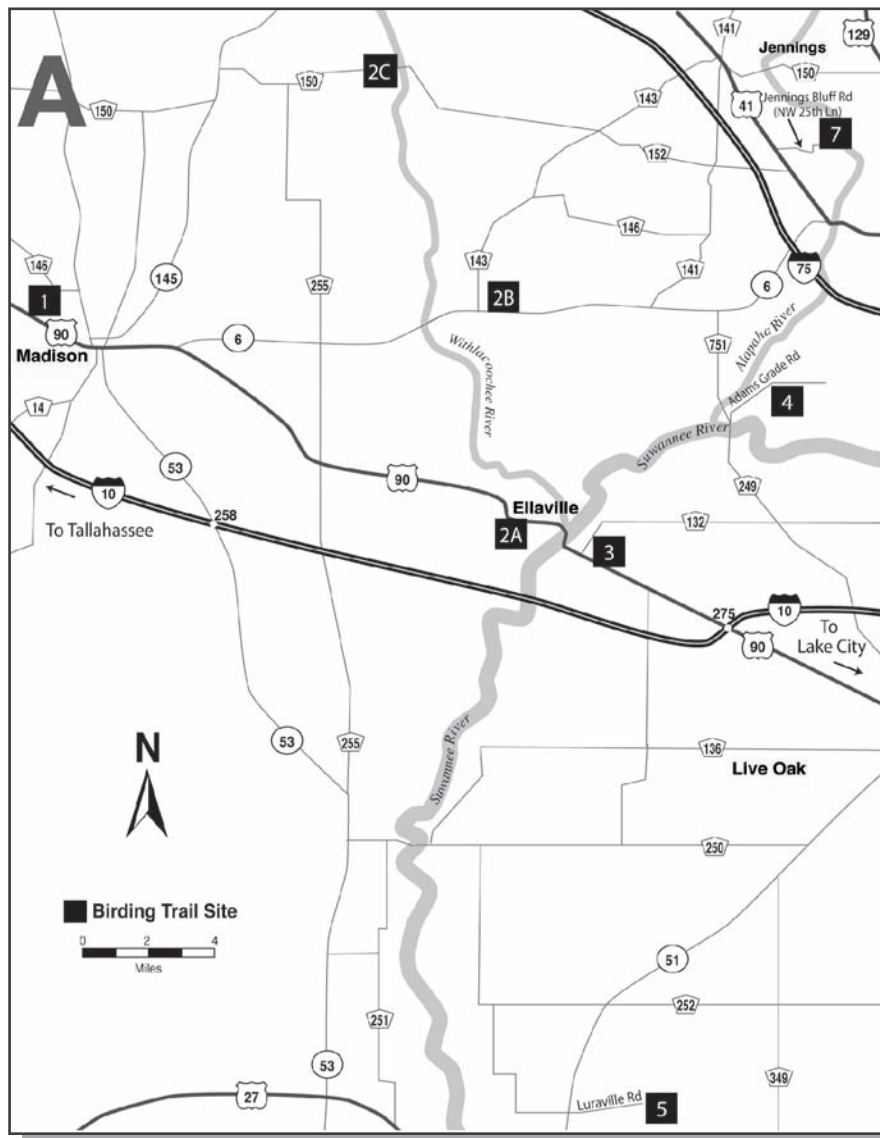 A
141
129
Jennings
2C
150
150
150
41
143
Jennings Bluff Rd
(NW 25th Ln)
7
152
146
146
145
255
143
141
75
1
2B
6
90
6
Madison
Withlacoochee River
751
Alapaha River
Adams Grade Rd
14
4
Suwannee River
53
90
249
10
258
Ellaville
To Tallahassee
2A
132
3
275
10
To
Lake City
90
Suwannee River
N
53
255
136
Live Oak
250
Birding Trail Site
0 2 4
Miles
51
252
251
53
349
27
Luraville Rd
5